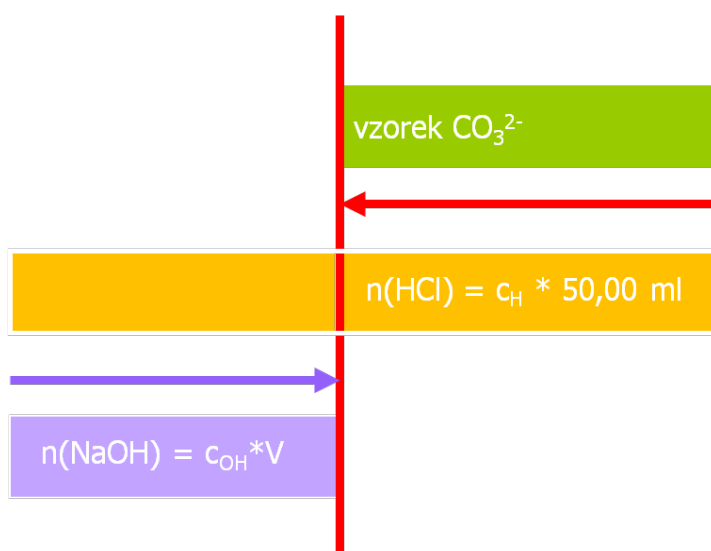 vzorek CO₃²⁻
n(HCl) = c_H * 50,00 ml
n(NaOH) = c_OH*V